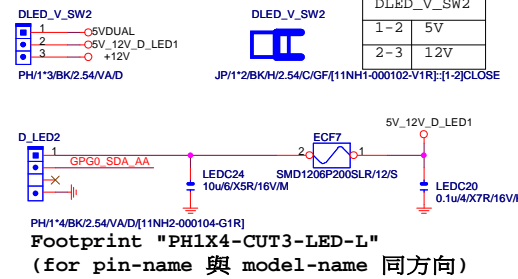 DLED_V_SW2
1 5VDUAL
2 5V_12V_D_LED1
3 +12V
PH/1*3/BK/2.54/VA/D
DLED_V_SW2
JP/1*2/BK/H/2.54/C/GF/[11NH1-000102-V1R]::[1-2]CLOSE
DLED_V_SW2
1-2 5V
2-3 12V
5V_12V_D_LED1
D_LED2
1
GPG0_SDA_AA
ECF7
2 1
SMD1206P200SLR/12/S
LEDC24
10u/6/X5R/16V/M
LEDC20
0.1u/4/X7R/16V/
PH/1*4/BK/2.54/VA/D/[11NH2-000104-G1R]
Footprint "PH1X4-CUT3-LED-L"
(for pin-name 與 model-name 同方向)